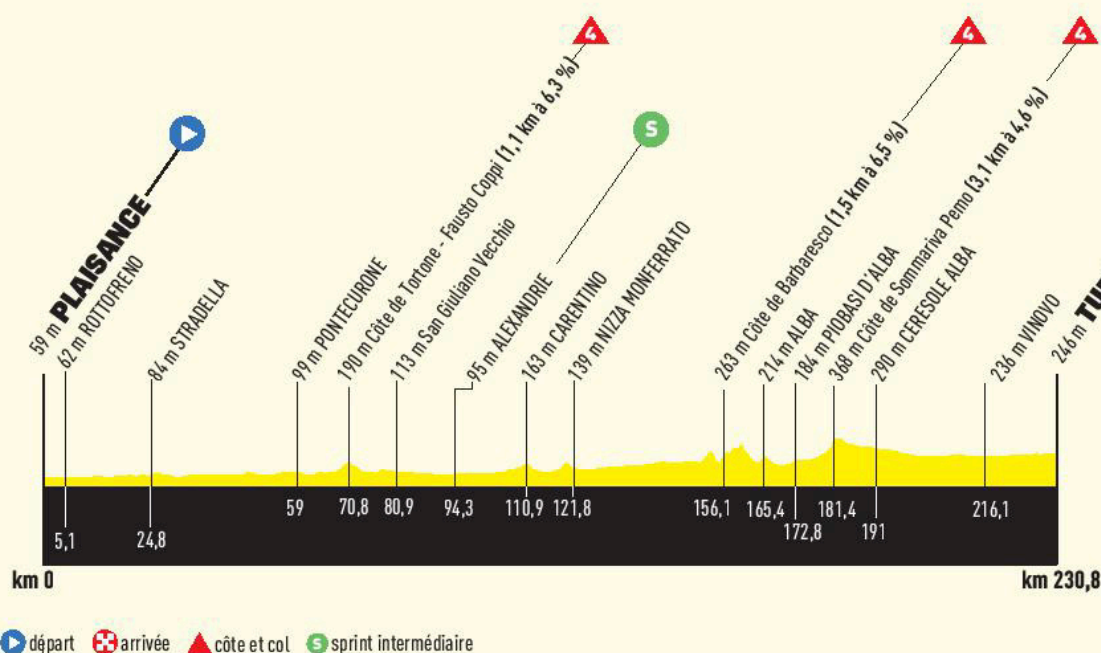 4
4
4
S
59 m PLAISANCE
62 m ROTTOFRENO
84 m STRADELLA
99 m PONTECURONE
190 m Côte de Tortone - Fausto Coppi (1,1 km à 6,3 %)
113 m San Giuliano Vecchio
95 m ALEXANDRIE
163 m CARENTINO
139 m NIZZA MONFERRATO
263 m Côte de Barbaresco (1,5 km à 6,5 %)
214 m ALBA
184 m PIOBASI D'ALBA
368 m Côte de Sommariva Perno (3,1 km à 4,6 %)
290 m CERESOLE ALBA
236 m VINOVO
246 m
5,1
24,8
59
70,8
80,9
94,3
110,9
121,8
156,1
165,4
172,8
181,4
191
216,1
km 0
km 230,8
départ
arrivée
côte et col
S sprint intermédiaire